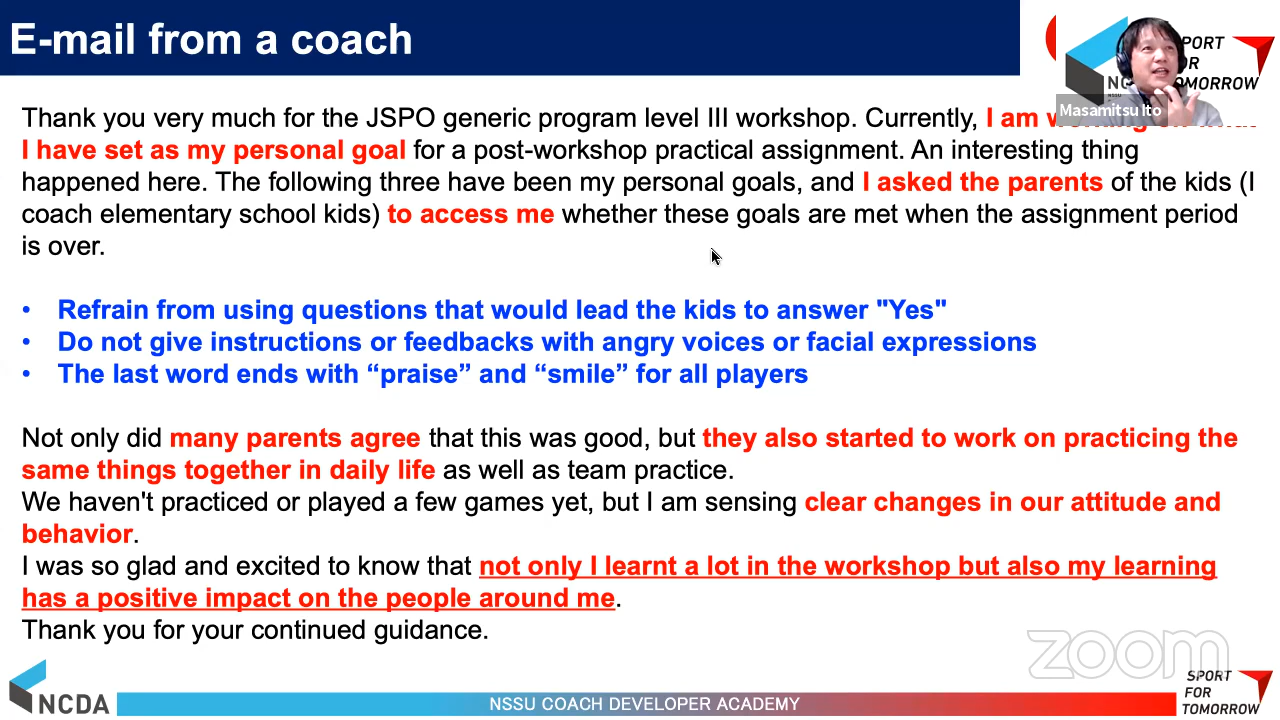 E-mail from a coach
PORT
OR
TOMORROW
NC
NSSU
Masamitsu Ito
Thank you very much for the JSPO generic program level III workshop. Currently, I am
I have set as my personal goal for a post-workshop practical assignment. An interesting thing
happened here. The following three have been my personal goals, and I asked the parents of the kids (I
coach elementary school kids) to access me whether these goals are met when the assignment period
is over.
• Refrain from using questions that would lead the kids to answer "Yes"
• Do not give instructions or feedbacks with angry voices or facial expressions
• The last word ends with “praise” and “smile” for all players
Not only did many parents agree that this was good, but they also started to work on practicing the
same things together in daily life as well as team practice.
We haven't practiced or played a few games yet, but I am sensing clear changes in our attitude and
behavior.
I was so glad and excited to know that not only I learnt a lot in the workshop but also my learning
has a positive impact on the people around me.
Thank you for your continued guidance.
zoom
NCDA
NSSU COACH DEVELOPER ACADEMY
SPORT
FOR
TOMORROW